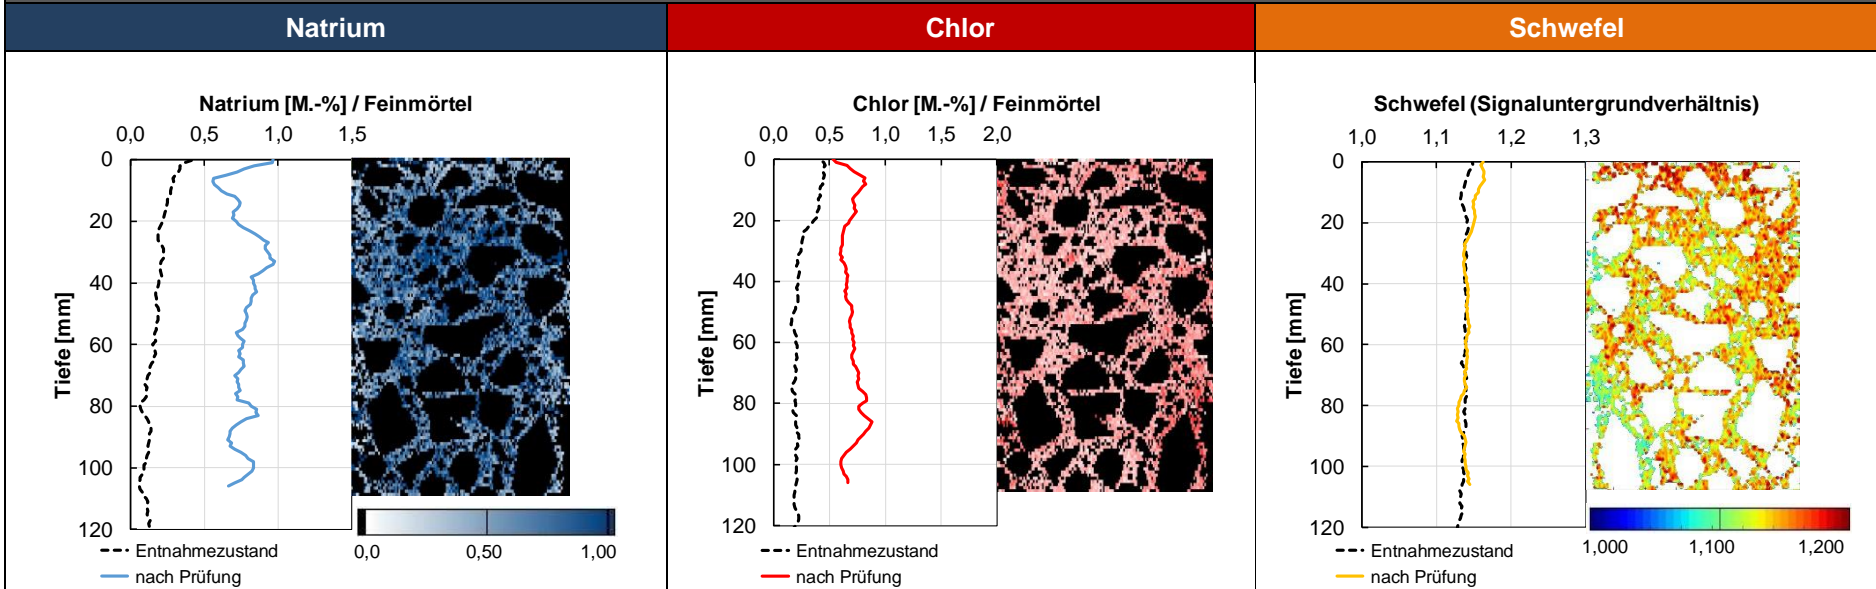 Natrium
Chlor
Schwefel
Natrium [M.-%] / Feinmörtel
0,0 0,5 1,0 1,5
0
20
40
60
80
100
120
Tiefe [mm]
0,0 0,50 1,00
Entnahmezustand
nach Prüfung
Chlor [M.-%] / Feinmörtel
0,0 0,5 1,0 1,5 2,0
0
20
40
60
80
100
120
Tiefe [mm]
Entnahmezustand
nach Prüfung
Schwefel (Signaluntergrundverhältnis)
1,0 1,1 1,2 1,3
0
20
40
60
80
100
120
Tiefe [mm]
1,000 1,100 1,200
Entnahmezustand
nach Prüfung